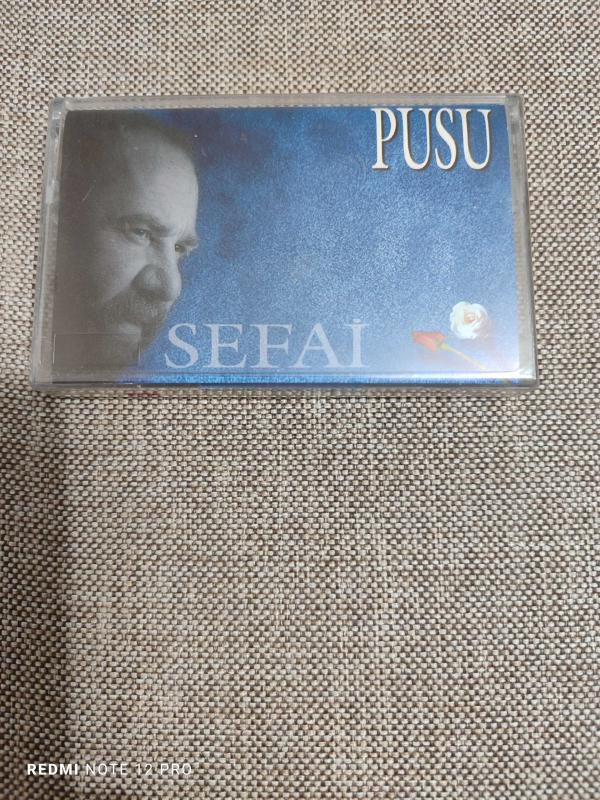 PUSU
SEFAİ
REDMI NOTE 12 PRO